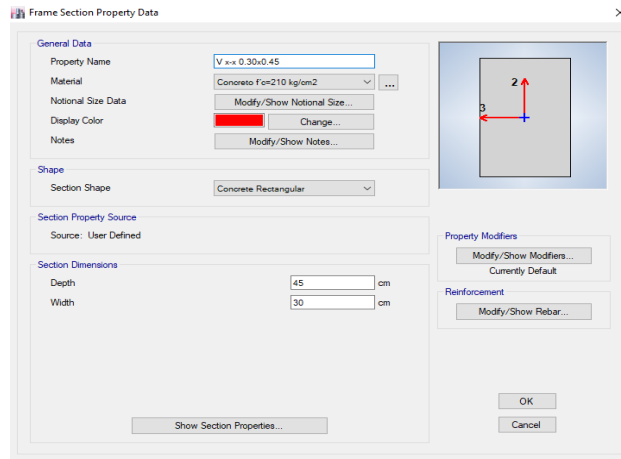 Frame Section Property Data
General Data
Property Name V x-x 0.30x0.45
Material Concreto f'c=210 kg/cm2 ...
Notional Size Data Modify/Show Notional Size...
Display Color Change...
Notes Modify/Show Notes...
Shape
Section Shape Concrete Rectangular
Section Property Source
Source: User Defined
Section Dimensions
Depth 45 cm
Width 30 cm
Show Section Properties...
2
3
Property Modifiers
Modify/Show Modifiers...
Currently Default
Reinforcement
Modify/Show Rebar...
OK
Cancel